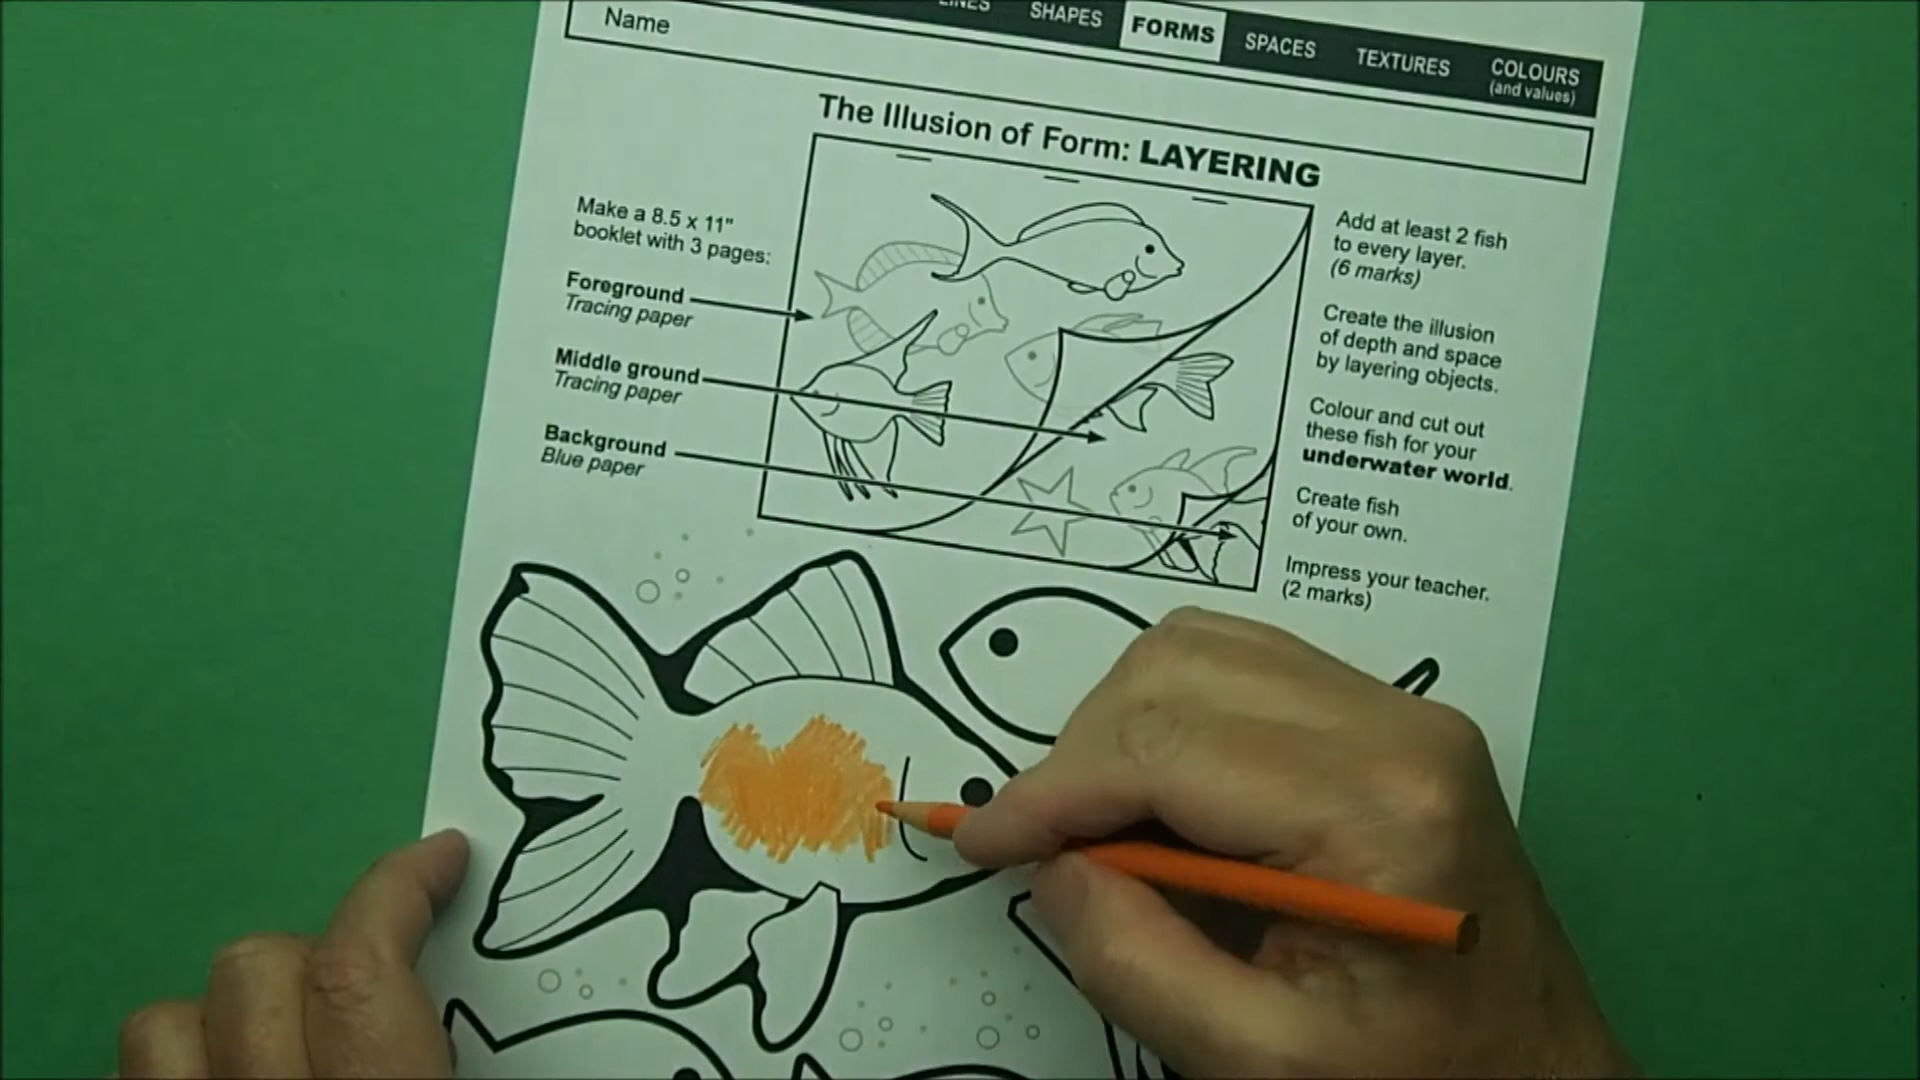 LINES SHAPES FORMS SPACES TEXTURES COLOURS
(and values)
Name
The Illusion of Form: LAYERING
Make a 8.5 x 11"
booklet with 3 pages:
Foreground
Tracing paper
Middle ground
Tracing paper
Background
Blue paper
Add at least 2 fish
to every layer.
(6 marks)
Create the illusion
of depth and space
by layering objects.
Colour and cut out
these fish for your
underwater world.
Create fish
of your own.
Impress your teacher.
(2 marks)